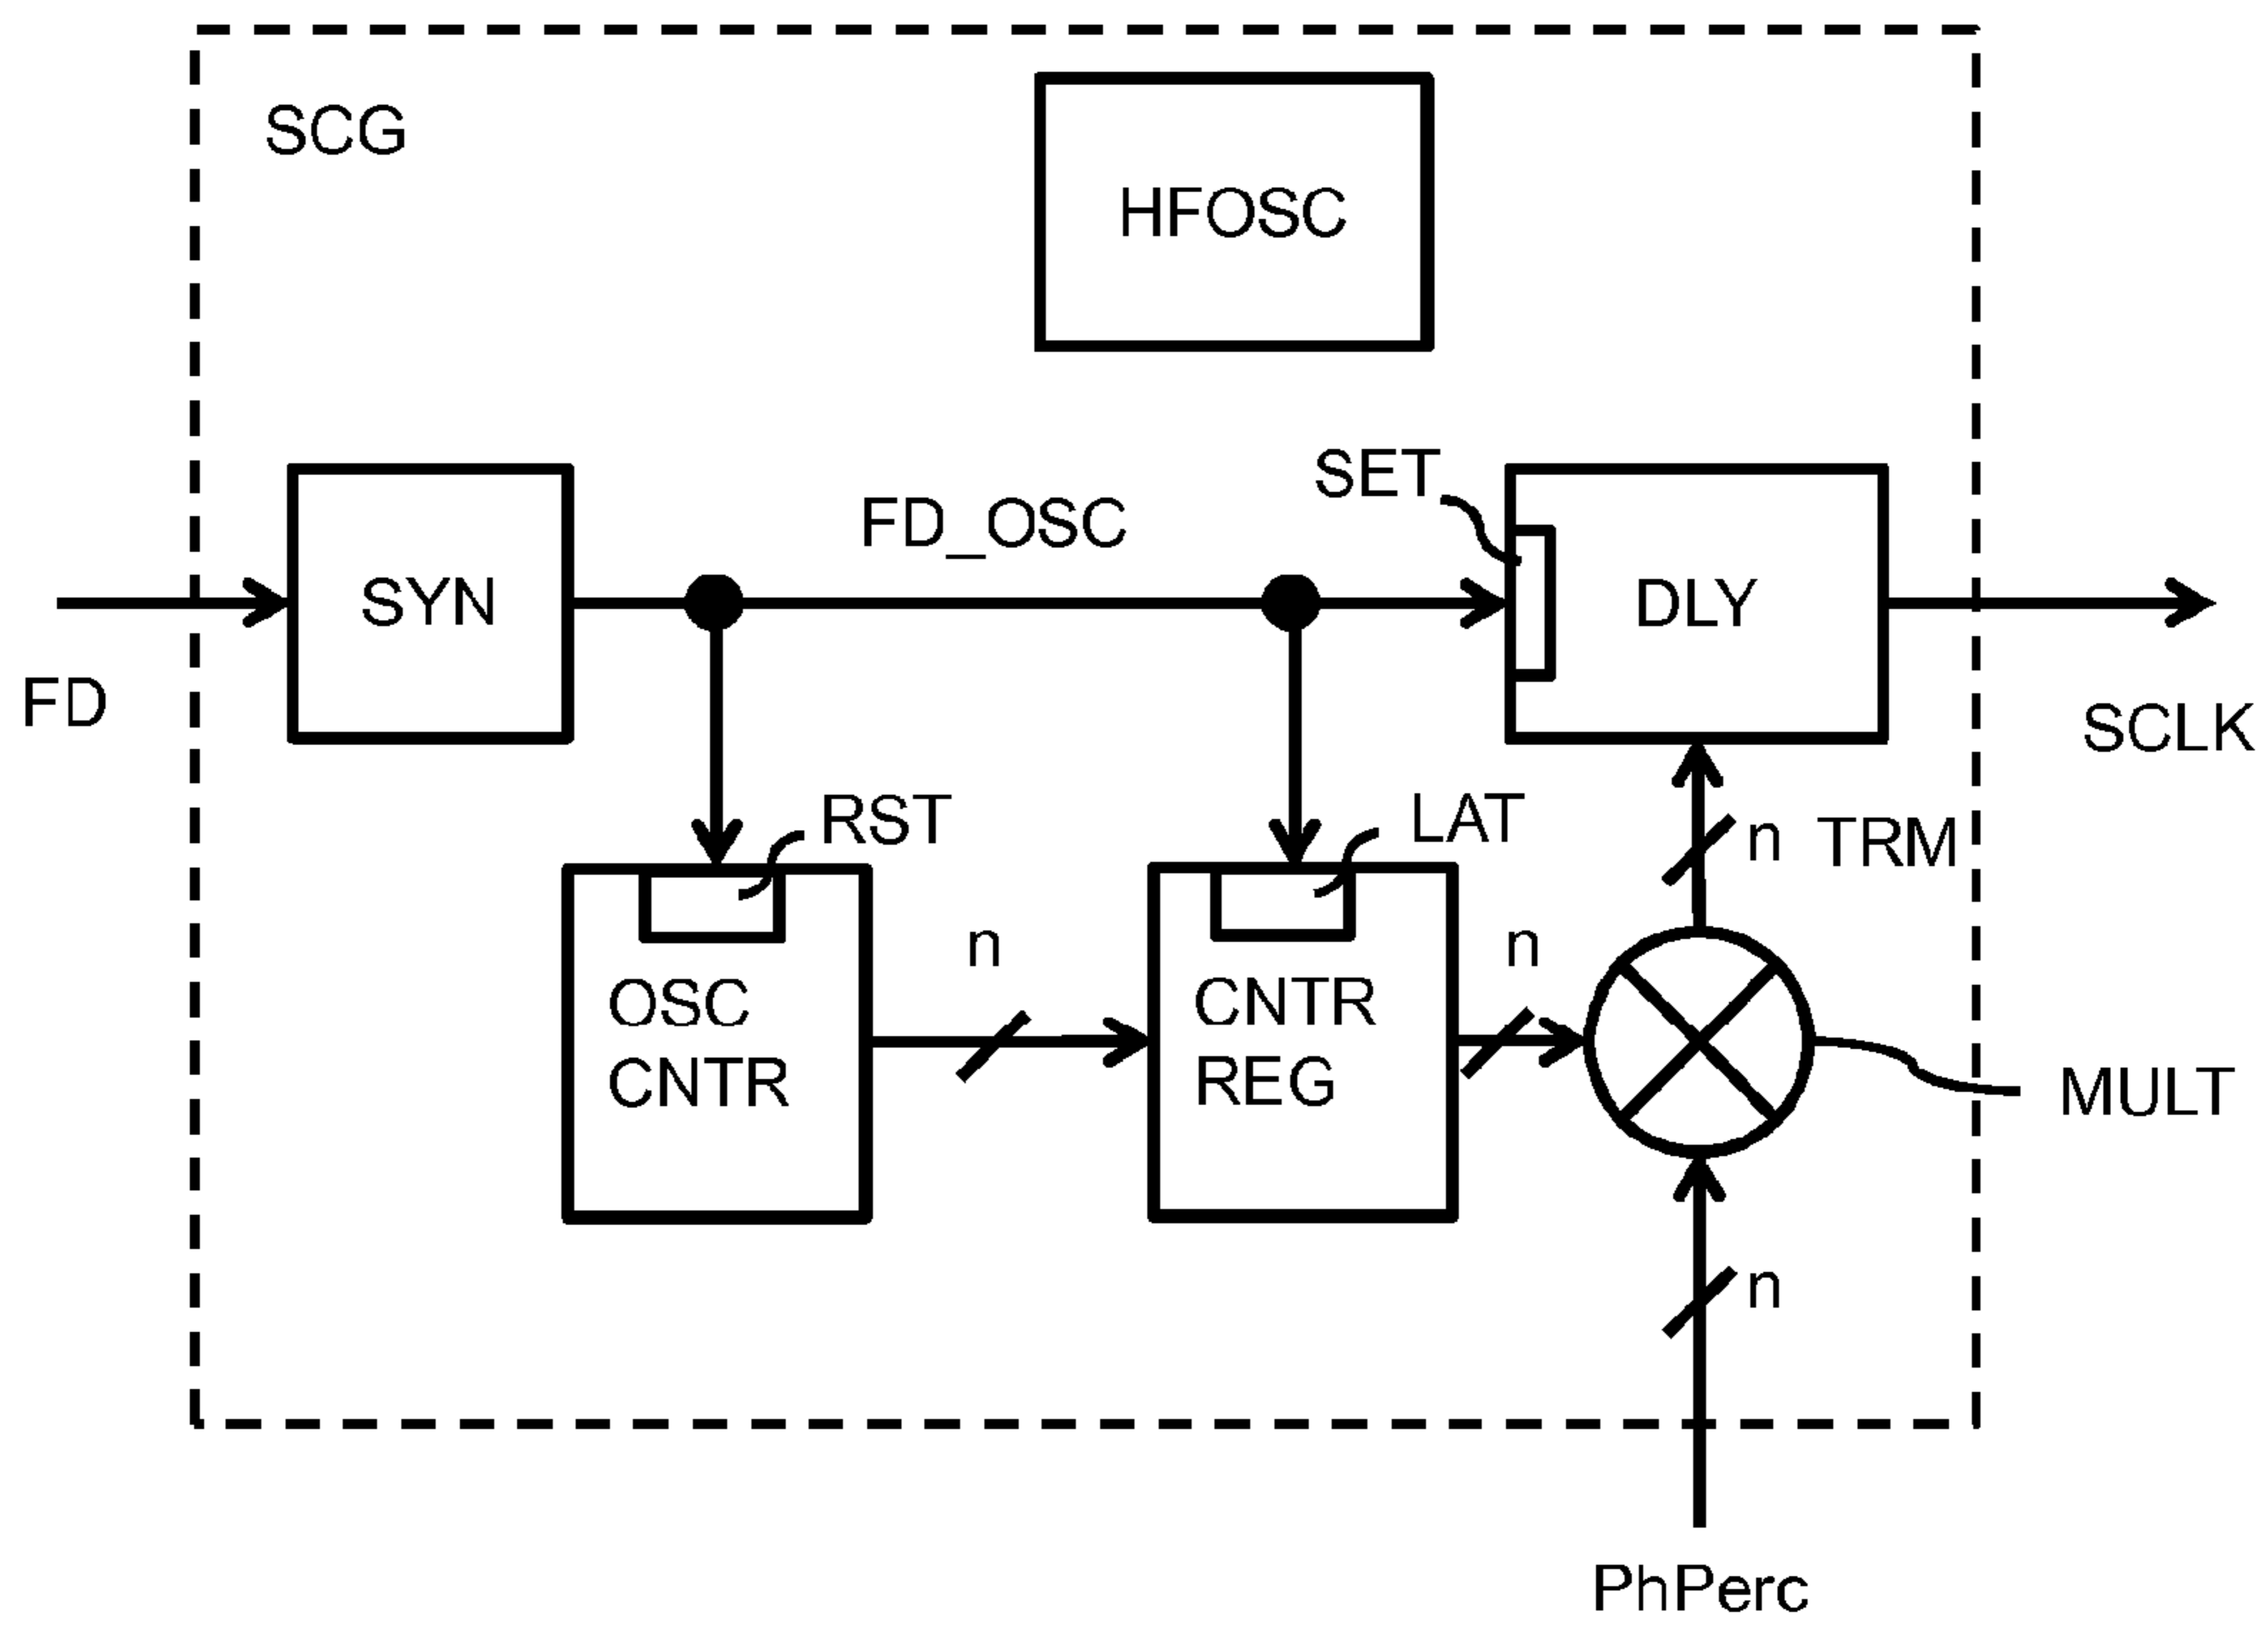 SCG
HFOSC
SET
FD_OSC
SYN
DLY
FD
SCLK
RST
LAT
n
TRM
n
n
OSC
CNTR
CNTR
REG
MULT
n
PhPerc